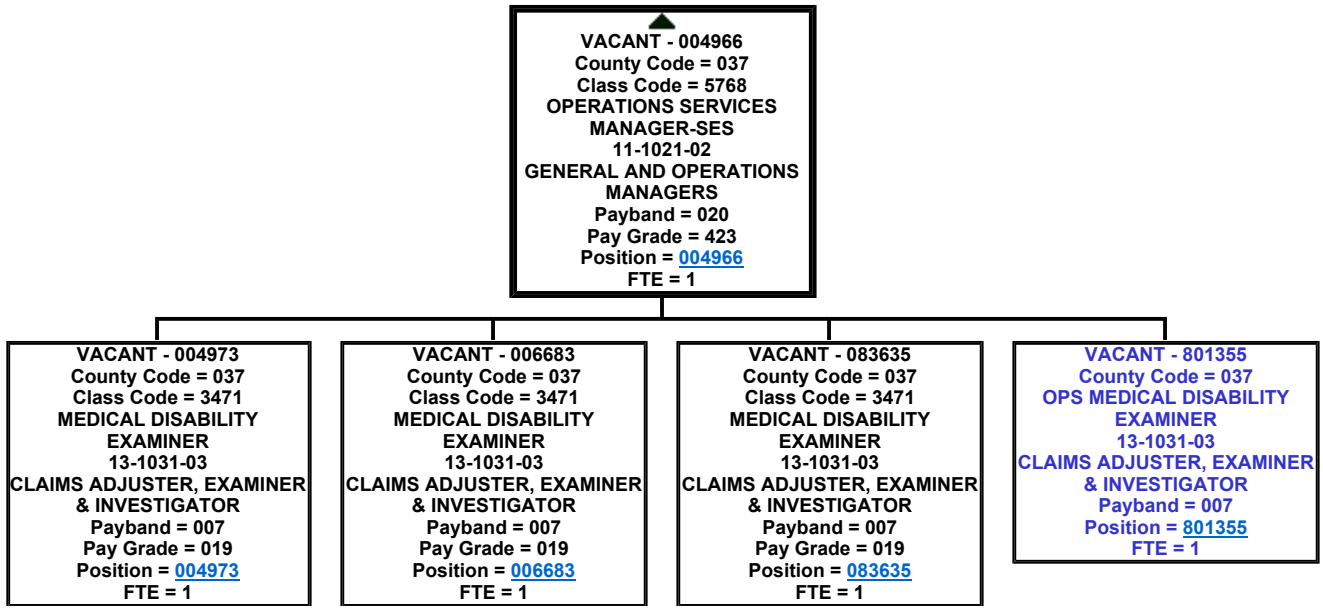 VACANT - 004966
County Code = 037
Class Code = 5768
OPERATIONS SERVICES
MANAGER-SES
11-1021-02
GENERAL AND OPERATIONS
MANAGERS
Payband = 020
Pay Grade = 423
Position = 004966
FTE = 1
VACANT - 004973
County Code = 037
Class Code = 3471
MEDICAL DISABILITY
EXAMINER
13-1031-03
CLAIMS ADJUSTER, EXAMINER
& INVESTIGATOR
Payband = 007
Pay Grade = 019
Position = 004973
FTE = 1
VACANT - 006683
County Code = 037
Class Code = 3471
MEDICAL DISABILITY
EXAMINER
13-1031-03
CLAIMS ADJUSTER, EXAMINER
& INVESTIGATOR
Payband = 007
Pay Grade = 019
Position = 006683
FTE = 1
VACANT - 083635
County Code = 037
Class Code = 3471
MEDICAL DISABILITY
EXAMINER
13-1031-03
CLAIMS ADJUSTER, EXAMINER
& INVESTIGATOR
Payband = 007
Pay Grade = 019
Position = 083635
FTE = 1
VACANT - 801355
County Code = 037
OPS MEDICAL DISABILITY
EXAMINER
13-1031-03
CLAIMS ADJUSTER, EXAMINER
& INVESTIGATOR
Payband = 007
Position = 801355
FTE = 1